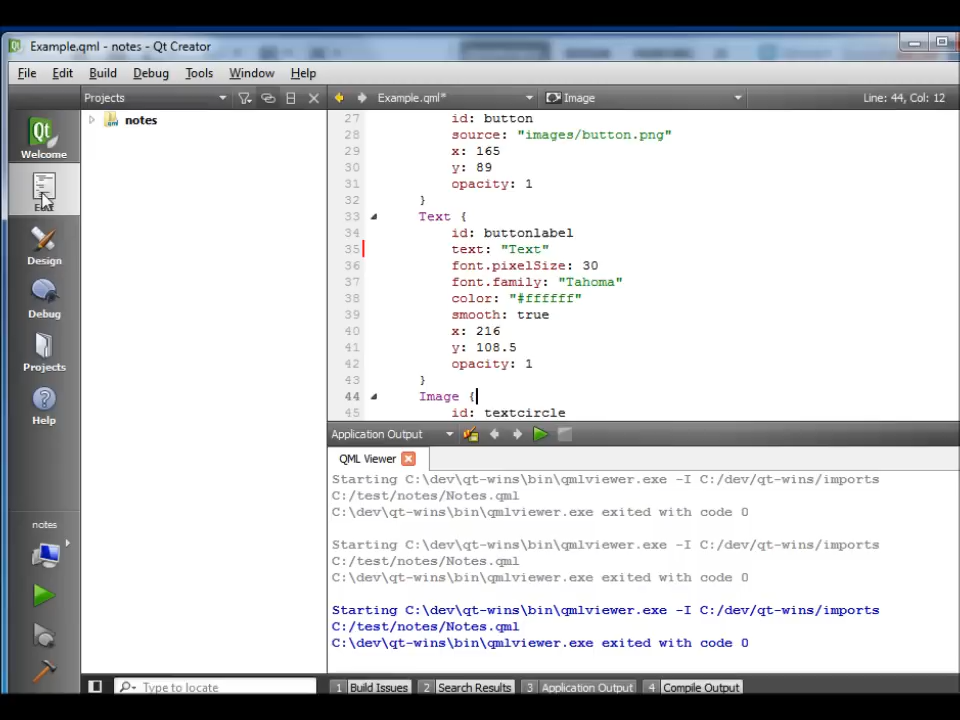 Example.qml - notes - Qt Creator
File Edit Build Debug Tools Window Help
Projects Example.qml* Image Line: 44, Col: 12
notes
Qt
Welcome
Edit
Design
Debug
Projects
Help
notes
27 id: button
28 source: "images/button.png"
29 x: 165
30 y: 89
31 opacity: 1
32 }
33 Text {
34 id: buttonlabel
35 text: "Text"
36 font.pixelSize: 30
37 font.family: "Tahoma"
38 color: "#ffffff"
39 smooth: true
40 x: 216
41 y: 108.5
42 opacity: 1
43 }
44 Image {
45 id: textcircle
Application Output
QML Viewer
Starting C:\dev\qt-wins\bin\qmlviewer.exe -I C:/dev/qt-wins/imports
C:/test/notes/Notes.qml
C:\dev\qt-wins\bin\qmlviewer.exe exited with code 0
Starting C:\dev\qt-wins\bin\qmlviewer.exe -I C:/dev/qt-wins/imports
C:/test/notes/Notes.qml
C:\dev\qt-wins\bin\qmlviewer.exe exited with code 0
Starting C:\dev\qt-wins\bin\qmlviewer.exe -I C:/dev/qt-wins/imports
C:/test/notes/Notes.qml
C:\dev\qt-wins\bin\qmlviewer.exe exited with code 0
Type to locate 1 Build Issues 2 Search Results 3 Application Output 4 Compile Output